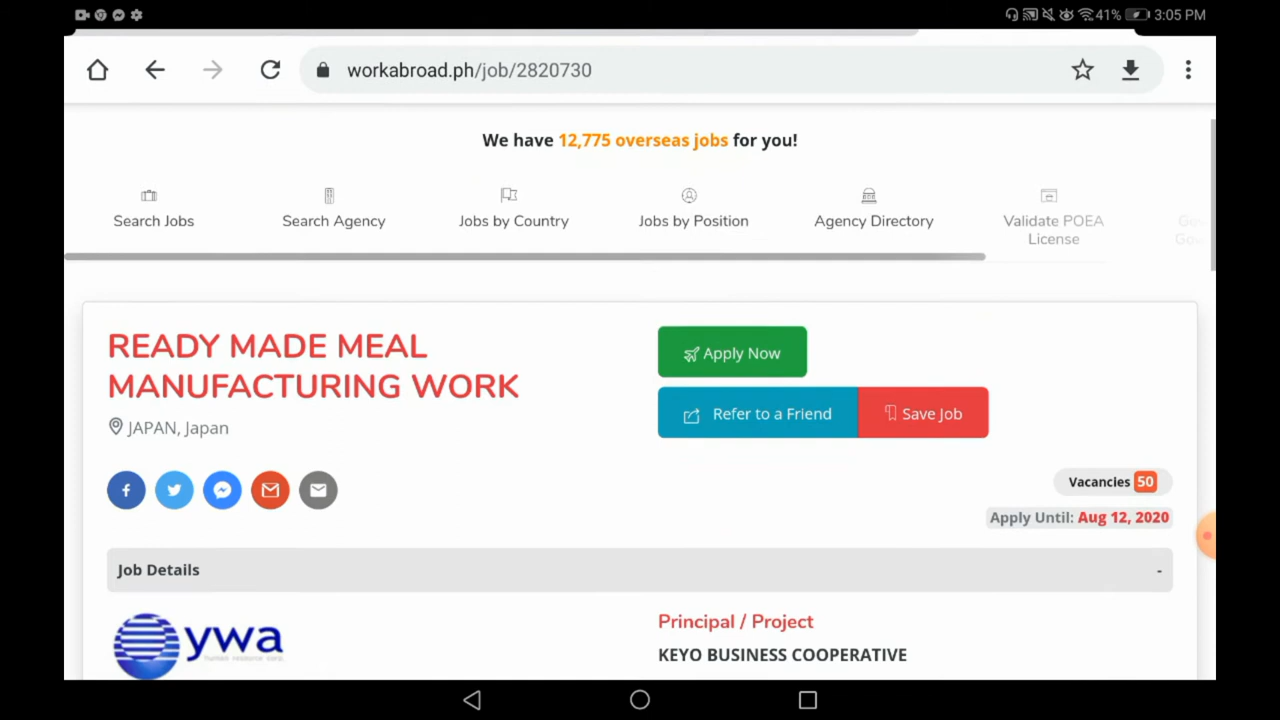 41% 3:05 PM
workabroad.ph/job/2820730
We have 12,775 overseas jobs for you!
Search Jobs
Search Agency
Jobs by Country
Jobs by Position
Agency Directory
Validate POEA
License
READY MADE MEAL
MANUFACTURING WORK
JAPAN, Japan
Apply Now
Refer to a Friend
Save Job
Vacancies 50
Apply Until: Aug 12, 2020
Job Details
-
ywa
human resource corp.
Principal / Project
KEYO BUSINESS COOPERATIVE